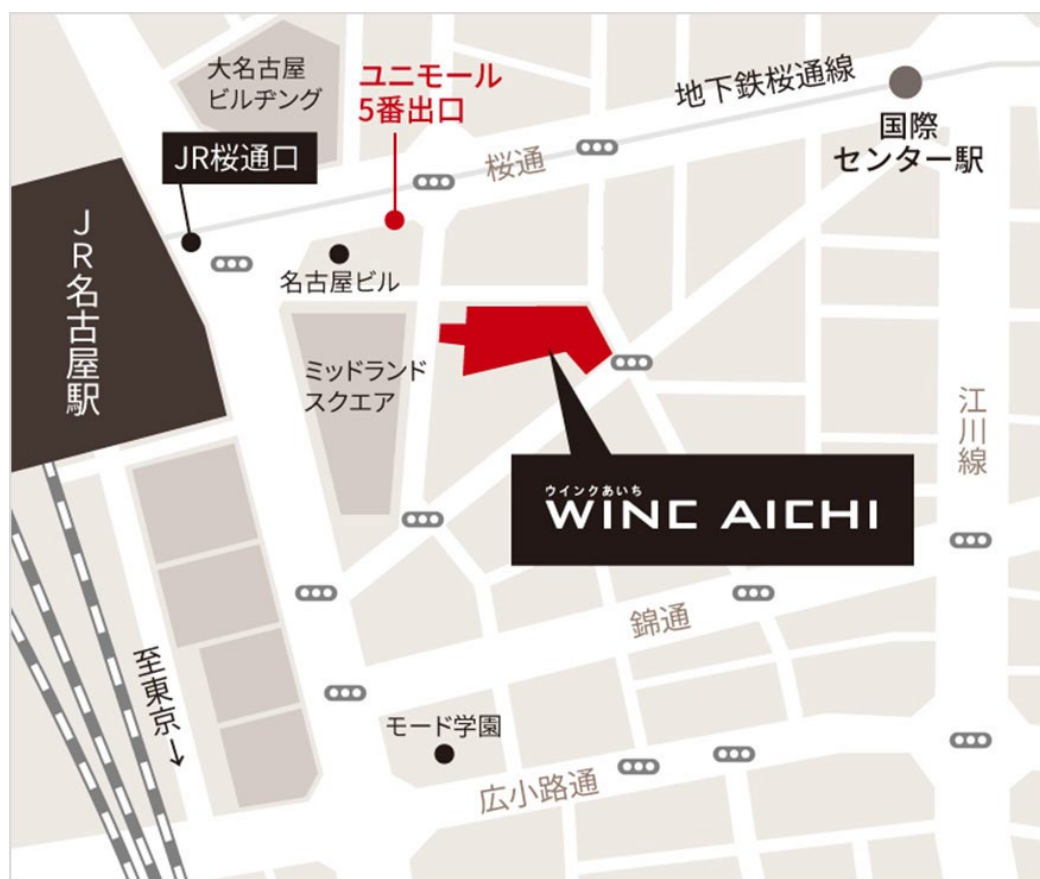 大名古屋
ビルヂング
ユニモール
5番出口
地下鉄桜通線
国際
センター駅
JR桜通口
桜通
JR名古屋駅
名古屋ビル
ミッドランド
スクエア
江川線
ウインクあいち
WINC AICHI
錦通
至東京↓
モード学園
広小路通